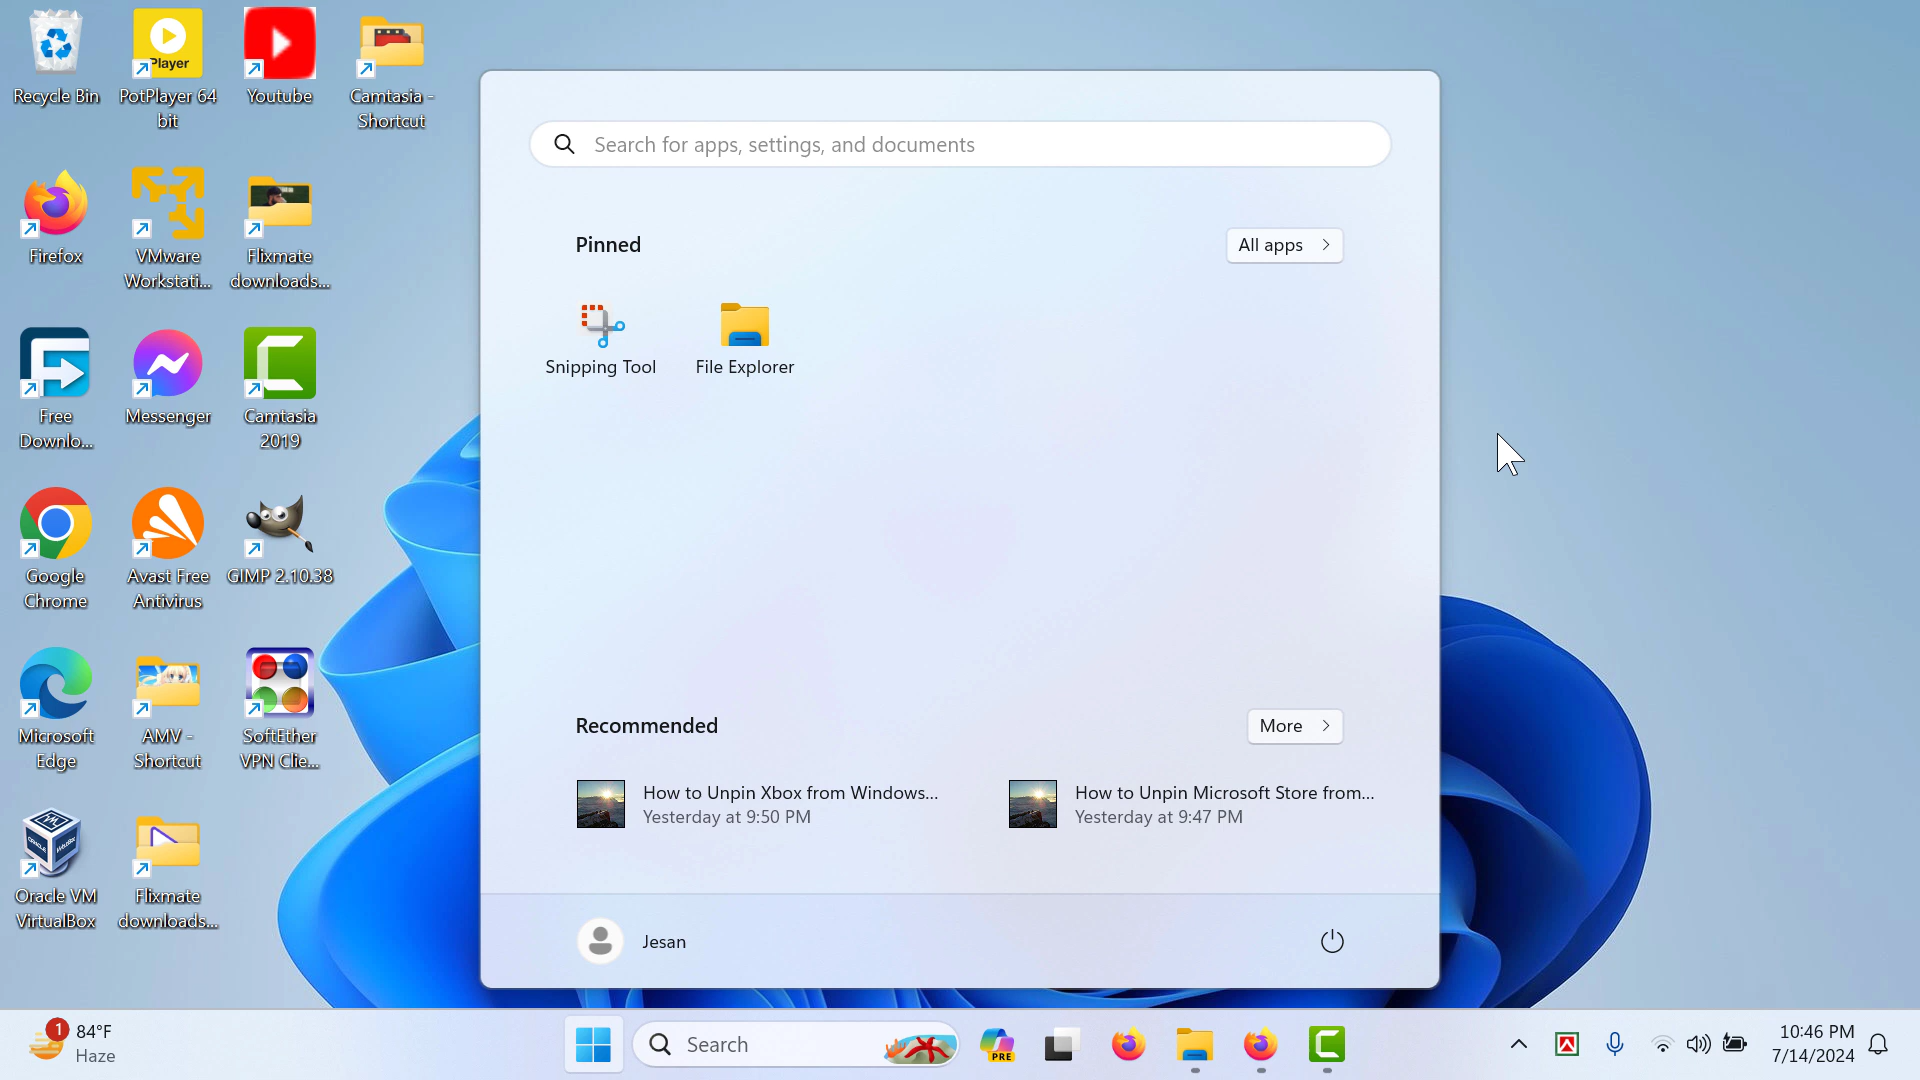 Recycle Bin
Player
PotPlayer 64
bit
Youtube
Camtasia -
Shortcut
Firefox
VMware
Workstati...
Flixmate
downloads...
Free
Downlo...
Messenger
Camtasia
2019
Google
Chrome
Avast Free
Antivirus
GIMP 2.10.38
Microsoft
Edge
AMV -
Shortcut
SoftEther
VPN Clie...
Oracle VM
VirtualBox
Flixmate
downloads...
Search for apps, settings, and documents
Pinned
All apps
Snipping Tool
File Explorer
Recommended
More
How to Unpin Xbox from Windows...
Yesterday at 9:50 PM
How to Unpin Microsoft Store from...
Yesterday at 9:47 PM
Jesan
1
84°F
Haze
Search
PRE
10:46 PM
7/14/2024